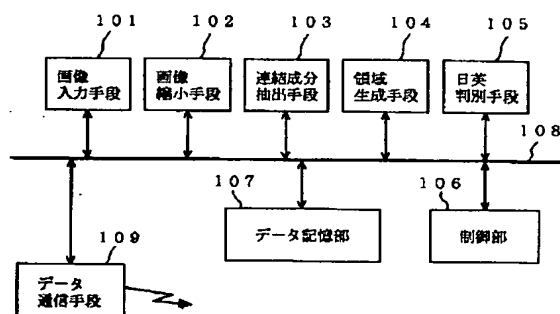 １０１
１０２
１０３
１０４
１０５
画像
入力手段
画像
縮小手段
連結成分
抽出手段
領域
生成手段
日英
判別手段
１０８
１０７
１０６
データ記憶部
制御部
１０９
データ
通信手段